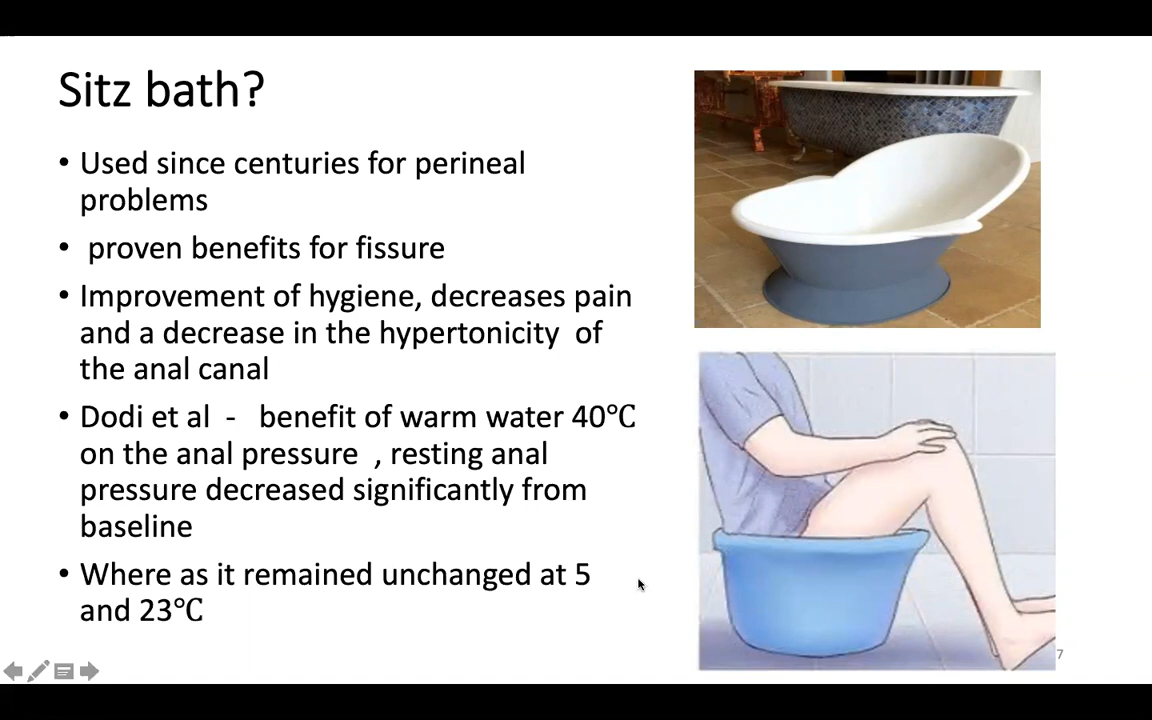 Sitz bath?
• Used since centuries for perineal
problems
• proven benefits for fissure
• Improvement of hygiene, decreases pain
and a decrease in the hypertonicity of
the anal canal
• Dodi et al - benefit of warm water 40℃
on the anal pressure , resting anal
pressure decreased significantly from
baseline
• Where as it remained unchanged at 5
and 23℃
7